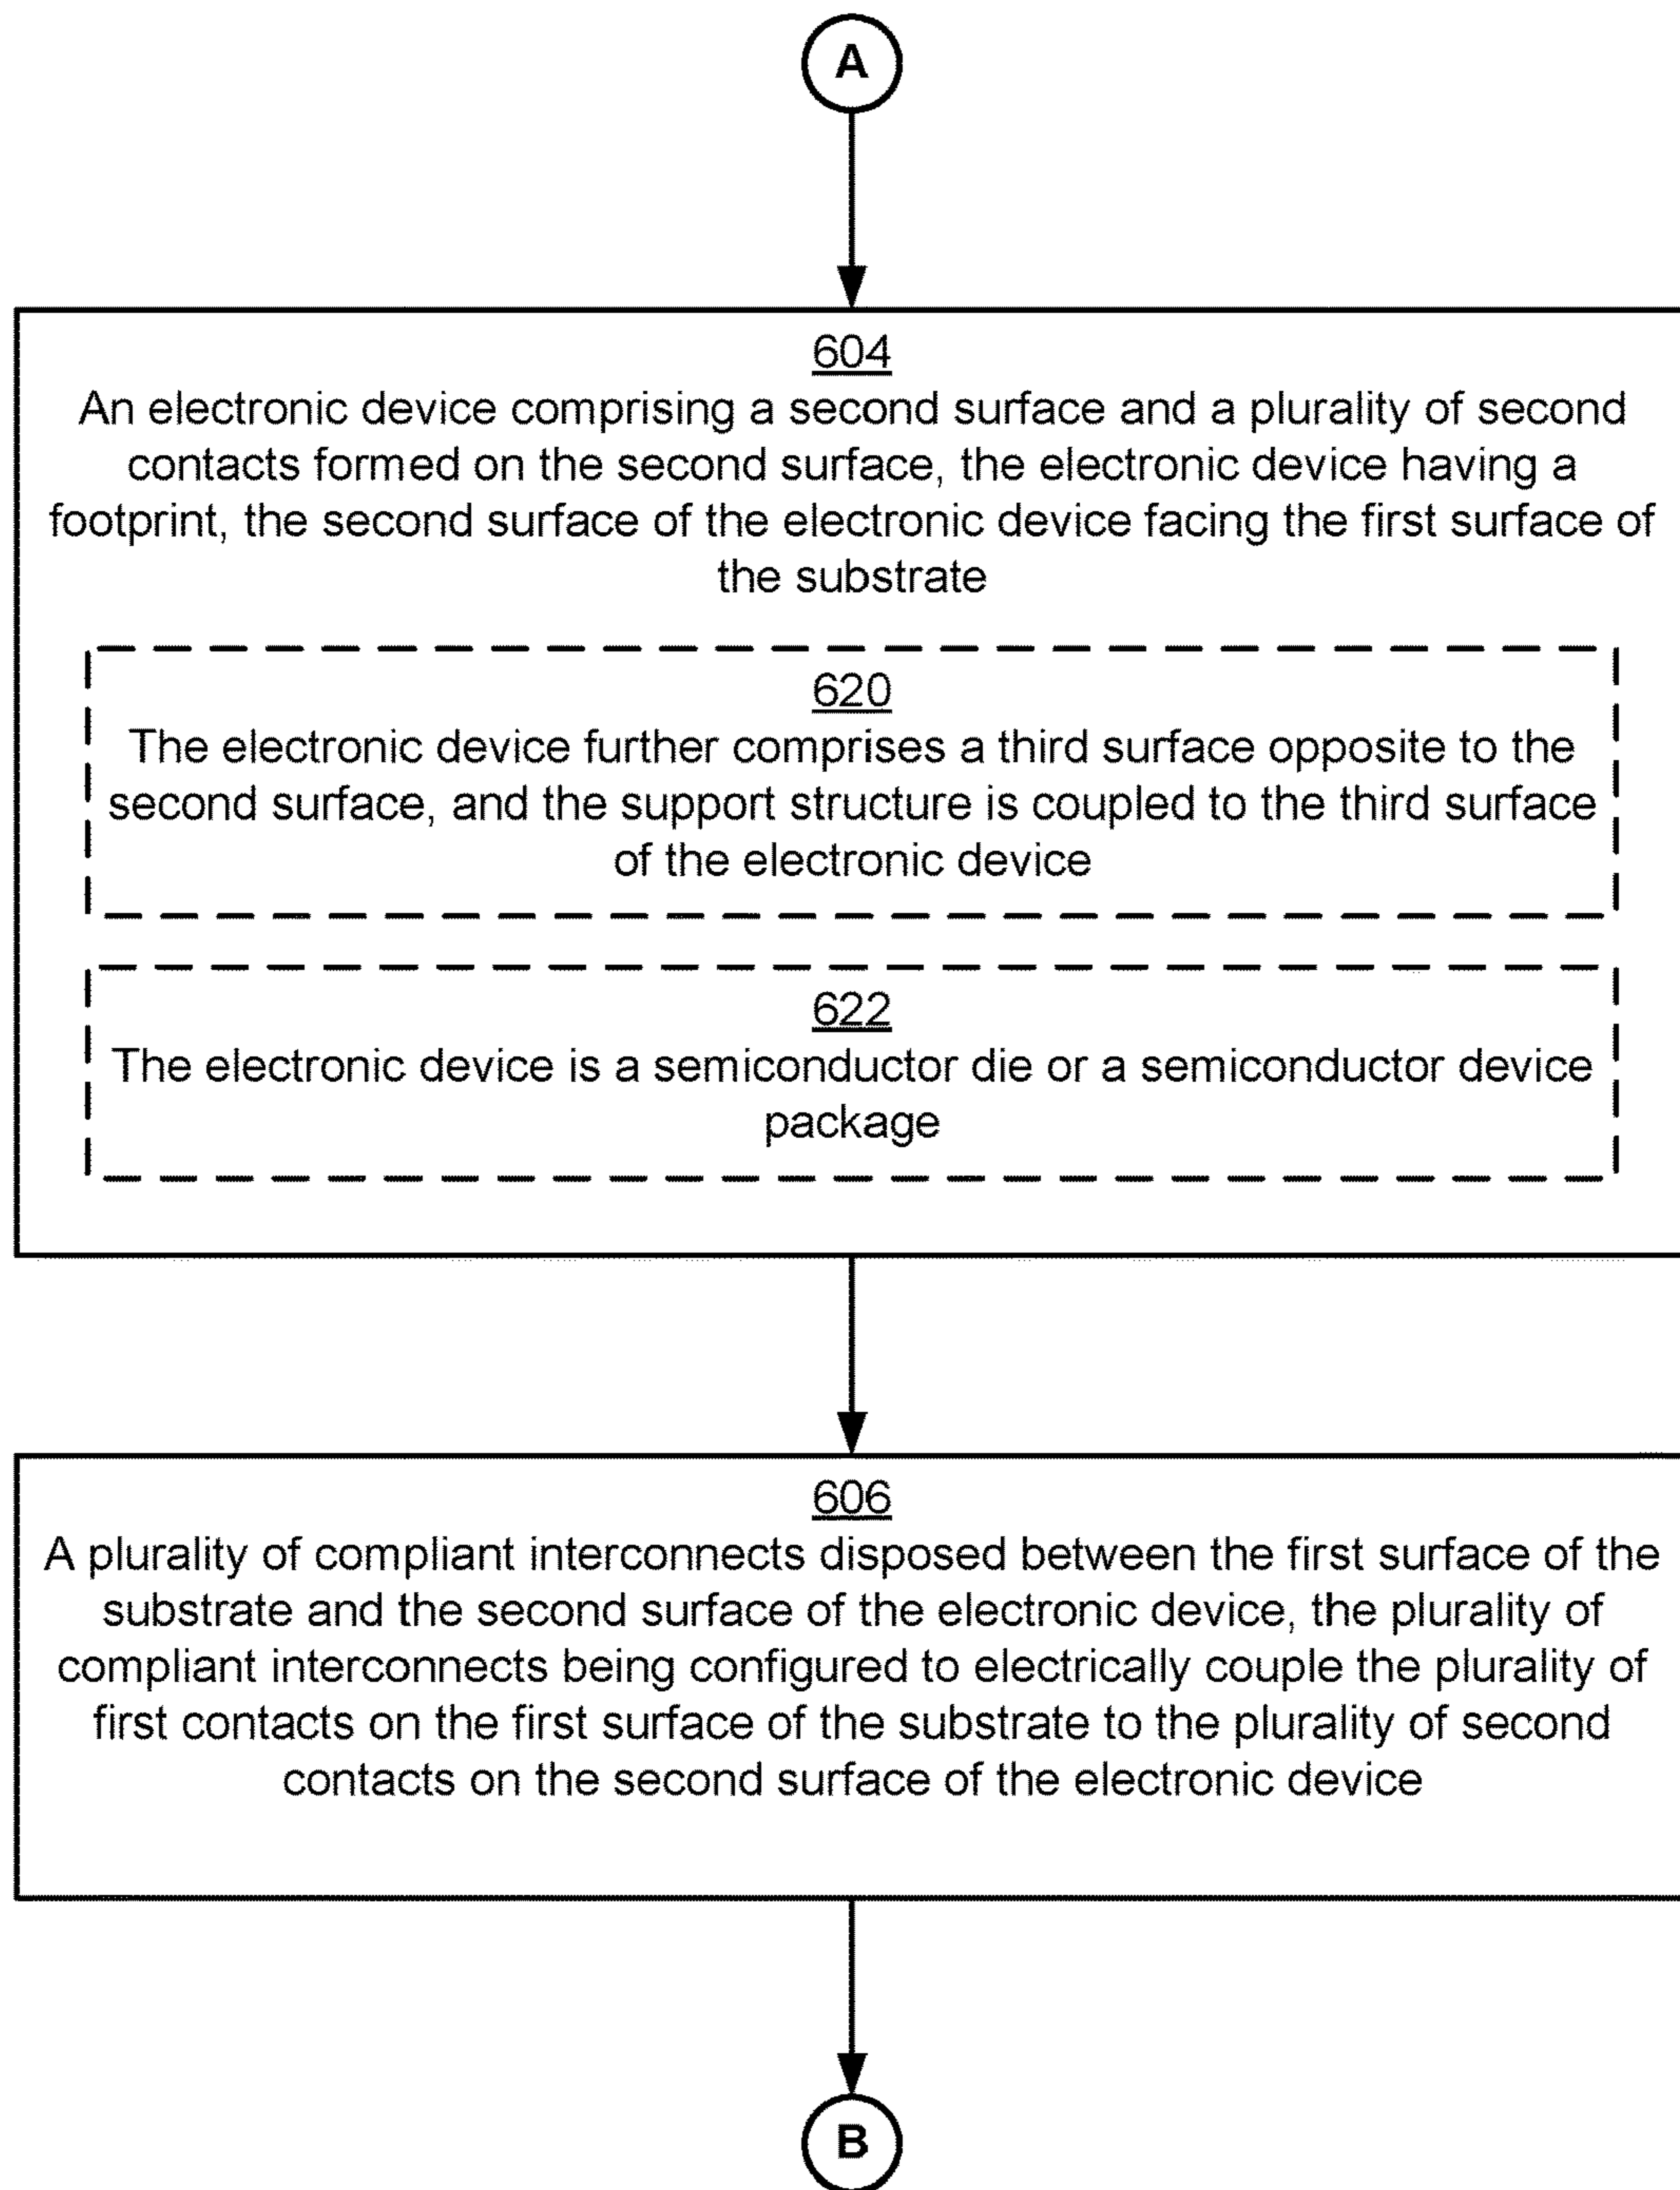 A
604
An electronic device comprising a second surface and a plurality of second
contacts formed on the second surface, the electronic device having a
footprint, the second surface of the electronic device facing the first surface of
the substrate
620
The electronic device further comprises a third surface opposite to the
second surface, and the support structure is coupled to the third surface
of the electronic device
622
The electronic device is a semiconductor die or a semiconductor device
package
606
A plurality of compliant interconnects disposed between the first surface of the
substrate and the second surface of the electronic device, the plurality of
compliant interconnects being configured to electrically couple the plurality of
first contacts on the first surface of the substrate to the plurality of second
contacts on the second surface of the electronic device
B